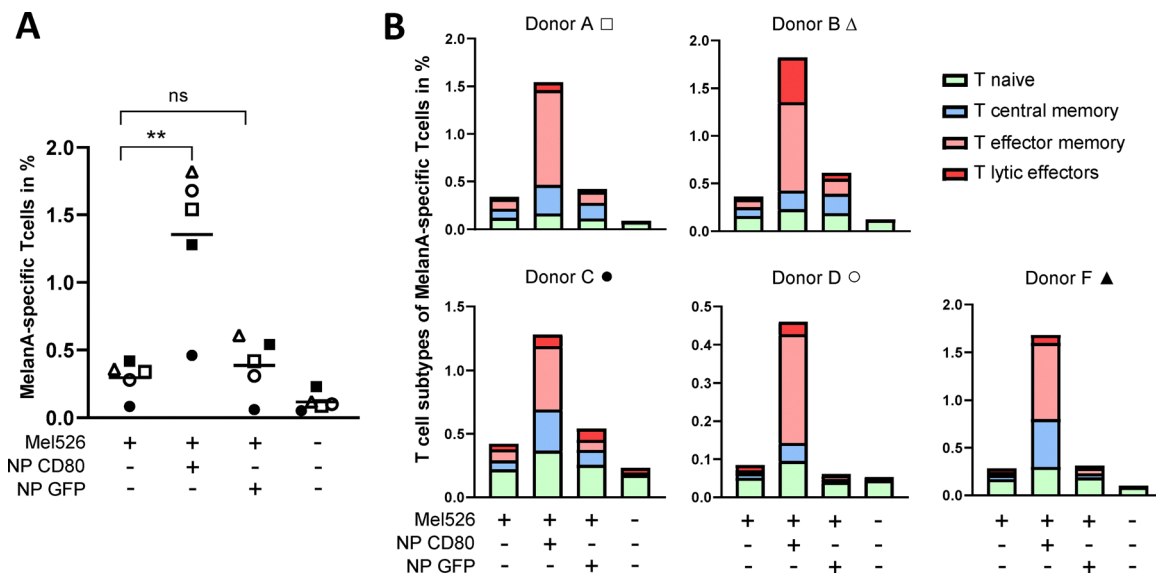 A
ns
**
MelanA-specific Tcells in %
2.0
1.5
1.0
0.5
0.0
Mel526 + + + -
NP CD80 - + - -
NP GFP - - + -
B
T cell subtypes of MelanA-specific Tcells in %
Donor A □
2.0
1.5
1.0
0.5
0.0
Donor B Δ
2.0
1.5
1.0
0.5
0.0
T naive
T central memory
T effector memory
T lytic effectors
Donor C ●
1.5
1.0
0.5
0.0
Donor D ○
0.5
0.4
0.3
0.2
0.1
0.0
Donor F ▲
2.0
1.5
1.0
0.5
0.0
Mel526 + + + - + + + - + + + -
NP CD80 - + - - - + - - - + - -
NP GFP - - + - - - + - - - + -